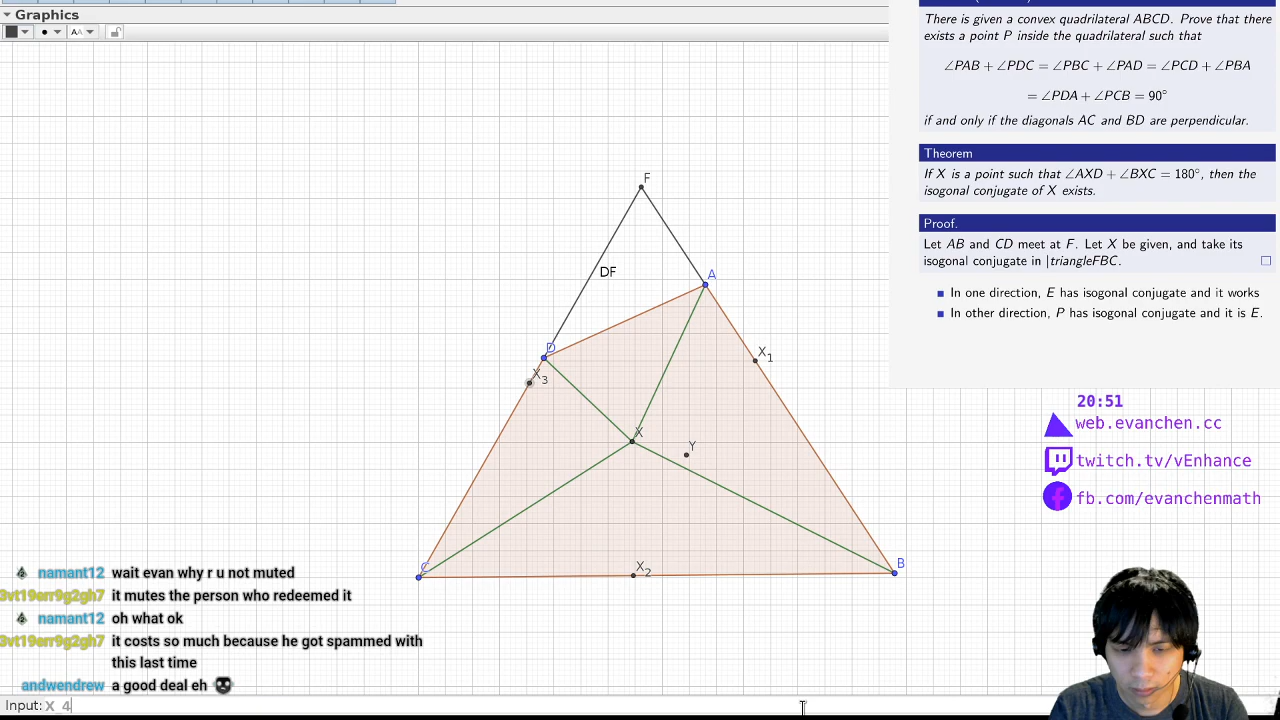 Graphics
There is given a convex quadrilateral ABCD. Prove that there
exists a point P inside the quadrilateral such that
∠PAB + ∠PDC = ∠PBC + ∠PAD = ∠PCD + ∠PBA
= ∠PDA + ∠PCB = 90°
if and only if the diagonals AC and BD are perpendicular.
Theorem
If X is a point such that ∠AXD + ∠BXC = 180°, then the
isogonal conjugate of X exists.
Proof.
Let AB and CD meet at F. Let X be given, and take its
isogonal conjugate in |triangleFBC.
In one direction, E has isogonal conjugate and it works
In other direction, P has isogonal conjugate and it is E.
F
DF
A
D
X3
X1
X
Y
C
X2
B
20:51
web.evanchen.cc
twitch.tv/vEnhance
fb.com/evanchenmath
namant12 wait evan why r u not muted
3vt19err9g2gh7 it mutes the person who redeemed it
namant12 oh what ok
3vt19err9g2gh7 it costs so much because he got spammed with
this last time
andwendrew a good deal eh
Input: X_4